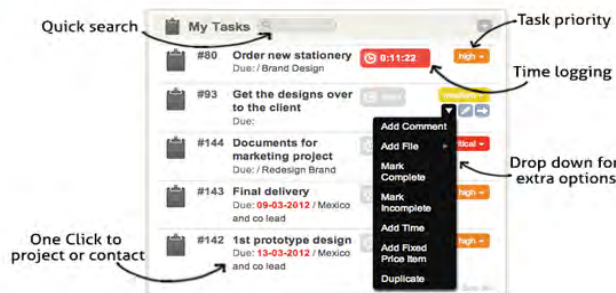 Quick search
My Tasks
Task priority
#80 Order new stationery
Due: / Brand Design
0:11:22
high
Time logging
#93 Get the designs over
to the client
Due:
medium
#144 Documents for
marketing project
Due: / Redesign Brand
#143 Final delivery
Due: 09-03-2012 / Mexico
and co lead
high
#142 1st prototype design
Due: 13-03-2012 / Mexico
and co lead
high
Add Comment
Add File
Mark
Complete
Mark
Incomplete
Add Time
Add Fixed
Price Item
Duplicate
Drop down for
extra options
One Click to
project or contact